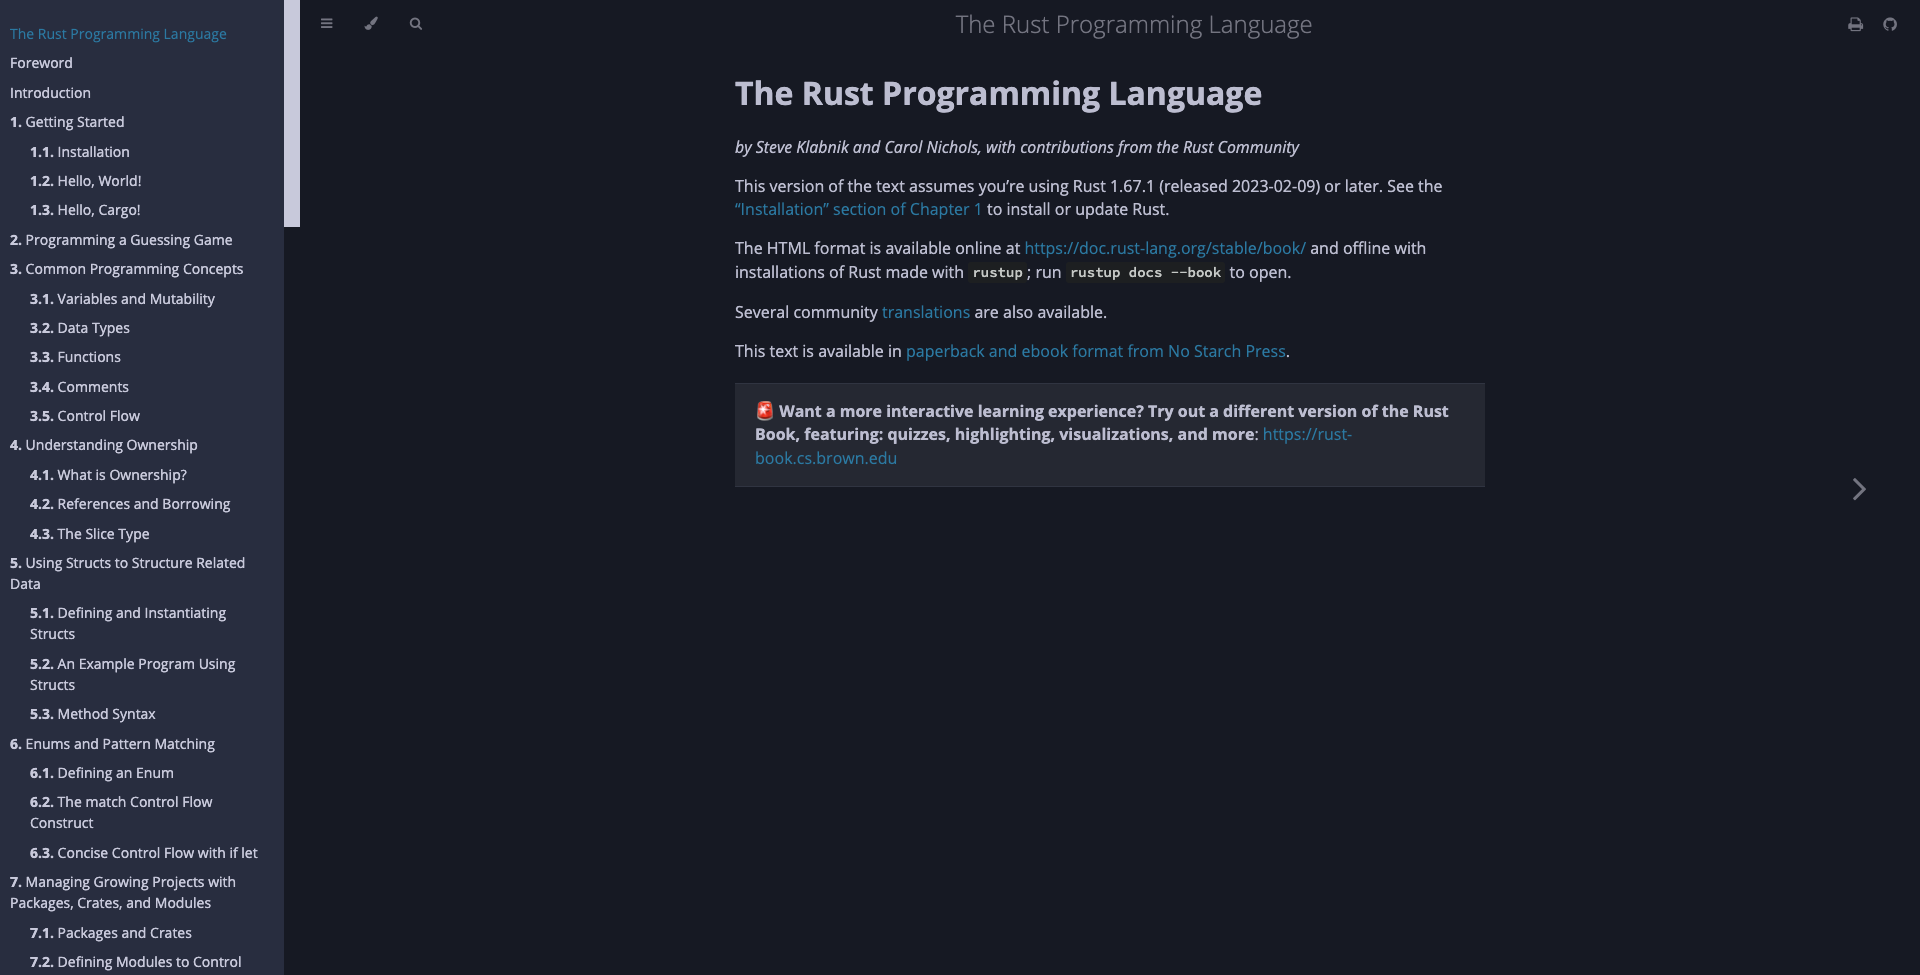 The Rust Programming Language
Foreword
Introduction
1. Getting Started
1.1. Installation
1.2. Hello, World!
1.3. Hello, Cargo!
2. Programming a Guessing Game
3. Common Programming Concepts
3.1. Variables and Mutability
3.2. Data Types
3.3. Functions
3.4. Comments
3.5. Control Flow
4. Understanding Ownership
4.1. What is Ownership?
4.2. References and Borrowing
4.3. The Slice Type
5. Using Structs to Structure Related
Data
5.1. Defining and Instantiating
Structs
5.2. An Example Program Using
Structs
5.3. Method Syntax
6. Enums and Pattern Matching
6.1. Defining an Enum
6.2. The match Control Flow
Construct
6.3. Concise Control Flow with if let
7. Managing Growing Projects with
Packages, Crates, and Modules
7.1. Packages and Crates
7.2. Defining Modules to Control
The Rust Programming Language
The Rust Programming Language
by Steve Klabnik and Carol Nichols, with contributions from the Rust Community
This version of the text assumes you’re using Rust 1.67.1 (released 2023-02-09) or later. See the
“Installation” section of Chapter 1 to install or update Rust.
The HTML format is available online at https://doc.rust-lang.org/stable/book/ and offline with
installations of Rust made with rustup; run rustup docs --book to open.
Several community translations are also available.
This text is available in paperback and ebook format from No Starch Press.
🚨 Want a more interactive learning experience? Try out a different version of the Rust
Book, featuring: quizzes, highlighting, visualizations, and more: https://rust-
book.cs.brown.edu